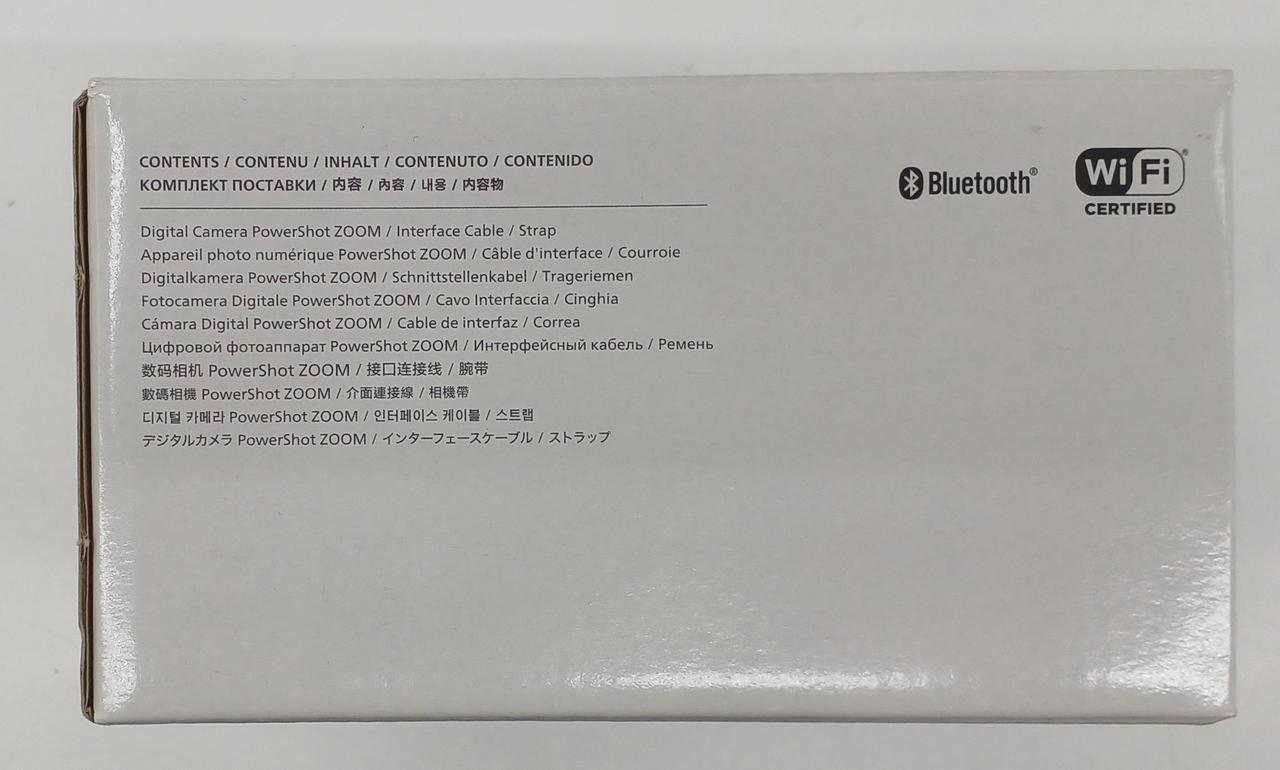 CONTENTS / CONTENU / INHALT / CONTENUTO / CONTENIDO
КОМПЛЕКТ ПОСТАВКИ / 内容 / 內容 / 내용 / 内容物
Bluetooth®
Wi Fi®
CERTIFIED
Digital Camera PowerShot ZOOM / Interface Cable / Strap
Appareil photo numérique PowerShot ZOOM / Câble d'interface / Courroie
Digitalkamera PowerShot ZOOM / Schnittstellenkabel / Trageriemen
Fotocamera Digitale PowerShot ZOOM / Cavo Interfaccia / Cinghia
Cámara Digital PowerShot ZOOM / Cable de interfaz / Correa
Цифровой фотоаппарат PowerShot ZOOM / Интерфейсный кабель / Ремень
数码相机 PowerShot ZOOM / 接口连接线 / 腕带
數碼相機 PowerShot ZOOM / 介面連接線 / 相機帶
디지털 카메라 PowerShot ZOOM / 인터페이스 케이블 / 스트랩
デジタルカメラ PowerShot ZOOM / インターフェースケーブル / ストラップ